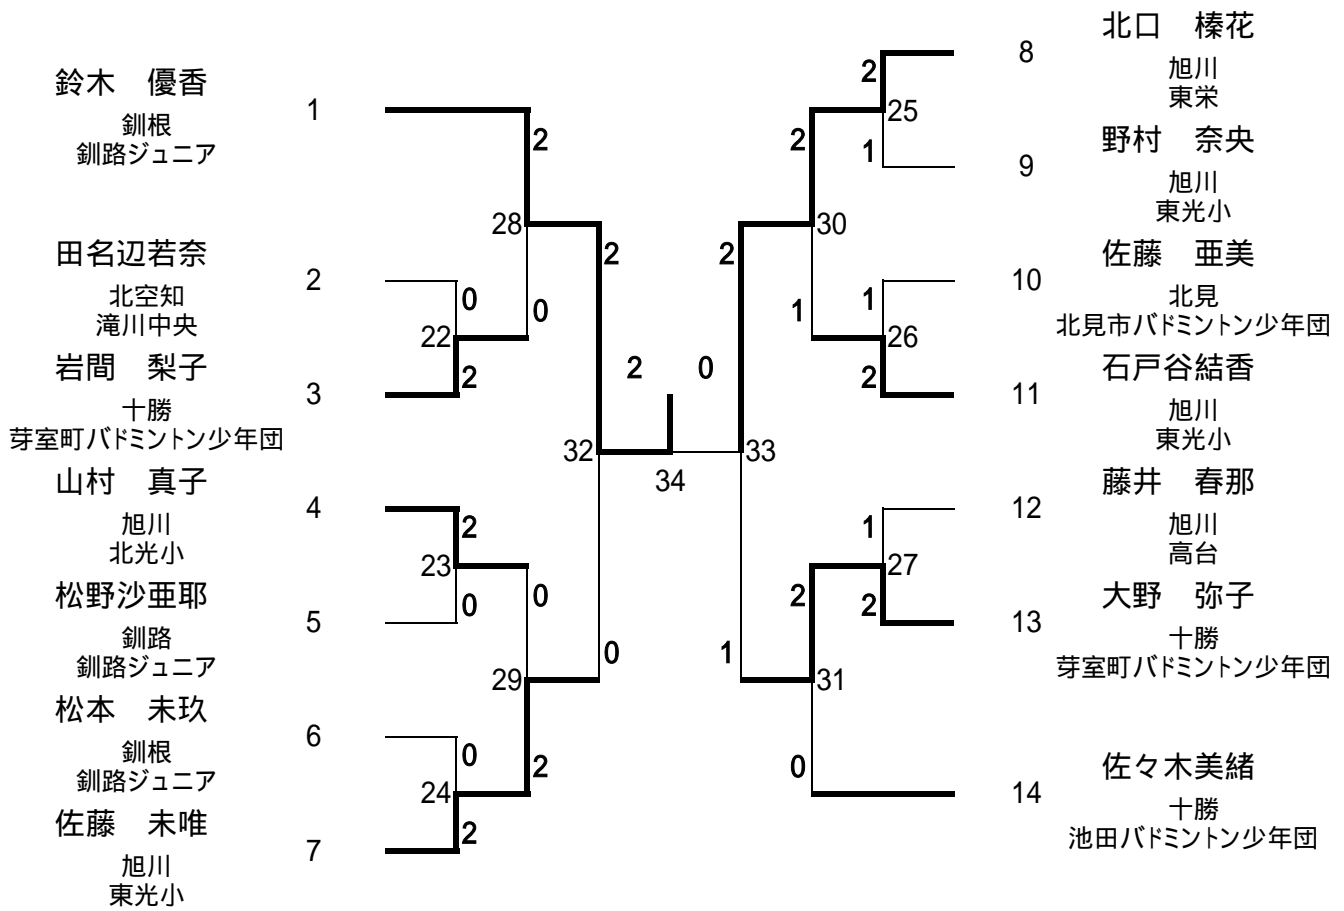 鈴木　優香
釧根
釧路ジュニア
1
田名辺若奈
北空知
滝川中央
2
岩間　梨子
十勝
芽室町バドミントン少年団
3
山村　真子
旭川
北光小
4
松野沙亜耶
釧路
釧路ジュニア
5
松本　未玖
釧根
釧路ジュニア
6
佐藤　未唯
旭川
東光小
7
2
28
0
22
0
2
2
23
0
0
29
2
0
24
2
2
32
0
2
0
34
2
33
1
2
30
1
2
31
0
2
25
1
1
26
2
1
27
2
北口　榛花
旭川
東栄
8
野村　奈央
旭川
東光小
9
佐藤　亜美
北見
北見市バドミントン少年団
10
石戸谷結香
旭川
東光小
11
藤井　春那
旭川
高台
12
大野　弥子
十勝
芽室町バドミントン少年団
13
佐々木美緒
十勝
池田バドミントン少年団
14